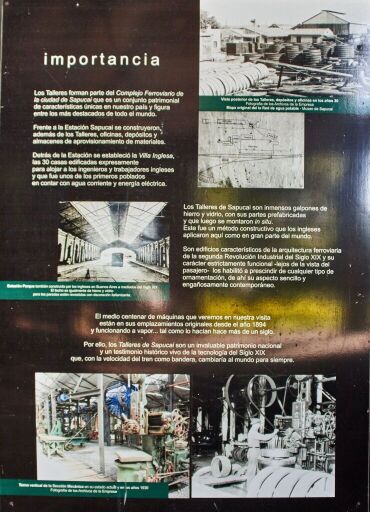 importancia
Los Talleres forman parte del Complejo Ferroviario de
la ciudad de Sapucai que es un conjunto patrimonial
de características únicas en nuestro país y figura
entre los más destacados de todo el mundo.
Frente a la Estación Sapucai se construyeron,
además de los Talleres, oficinas, depósitos y
almacenes de aprovisionamiento de materiales.
Detrás de la Estación se estableció la Villa Inglesa,
las 30 casas edificadas expresamente
para alojar a los ingenieros y trabajadores ingleses
y que fue unos de los primeros poblados
en contar con agua corriente y energía eléctrica.
Vista posterior de los Talleres, depósitos y oficinas en los años 30
Fotografía de los Archivos de la Empresa
Mapa original del la Red de agua potable - Museo de Sapucai
Los Talleres de Sapucai son inmensos galpones de
hierro y vidrio, con sus partes prefabricadas
y que luego se montaron in situ.
Este fue un método constructivo que los ingleses
aplicaron aquí como en gran parte del mundo.
Son edificios característicos de la arquitectura ferroviaria
de la segunda Revolución Industrial del Siglo XIX y su
carácter estrictamente funcional -lejos de la vista del
pasajero- los habilitó a prescindir de cualquier tipo de
ornamentación, de ahí su aspecto sencillo y
engañosamente contemporáneo.
Estación Parque también construida por los ingleses en Buenos Aires a mediados del Siglo XIX
El techo es igualmente de hierro y vidrio
para las paredes están revestidas con decoración italianizante.
El medio centenar de máquinas que veremos en nuestra visita
están en sus emplazamientos originales desde el año 1894
y funcionando a vapor... tal como lo hacían hace más de un siglo.
Por ello, los Talleres de Sapucai son un invaluable patrimonio nacional
y un testimonio histórico vivo de la tecnología del Siglo XIX
que, con la velocidad del tren como bandera, cambiaría al mundo para siempre.
Torno vertical de la Sección Mecánica en su estado actual y en los años 1930
Fotografía de los Archivos de la Empresa